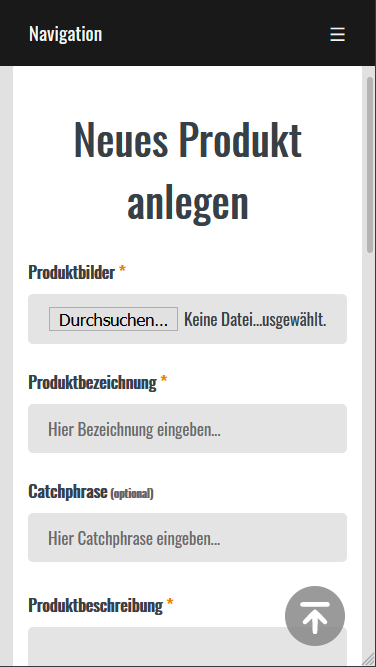 Navigation ☰
Neues Produkt
anlegen
Produktbilder *
Durchsuchen... Keine Datei...usgewählt.
Produktbezeichnung *
Hier Bezeichnung eingeben...
Catchphrase (optional)
Hier Catchphrase eingeben...
Produktbeschreibung *